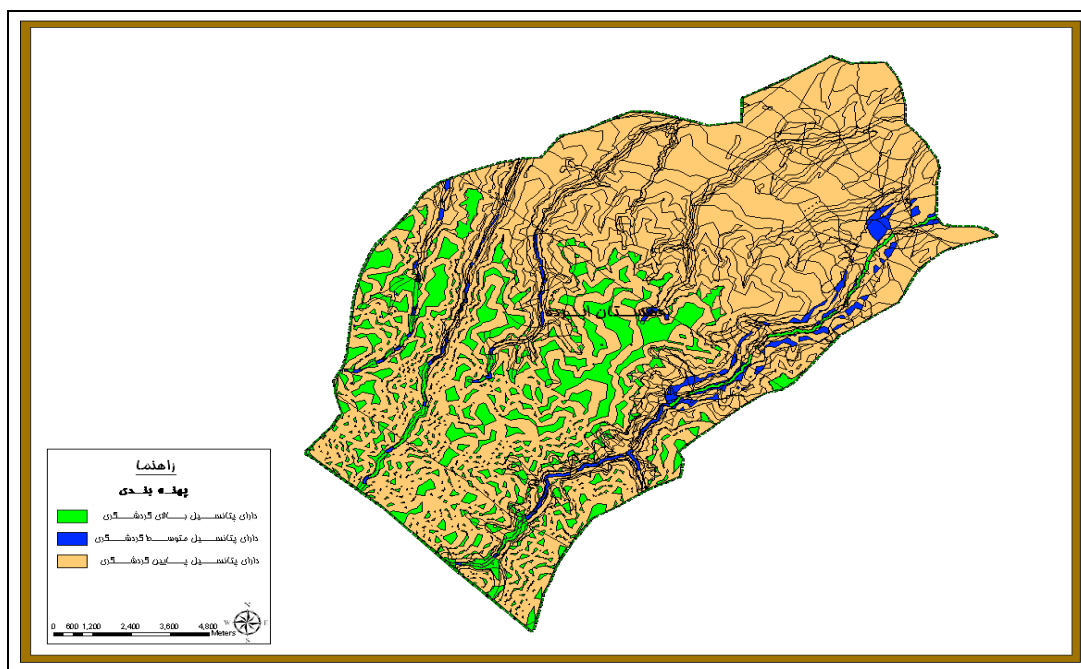 دهستان
راهنما
پهنه بندی
دارای پتانسیل بالای گردشگری
دارای پتانسیل متوسط گردشگری
دارای پتانسیل پایین گردشگری
N
W E
S
0 600 1,200 2,400 3,600 4,800
Meters